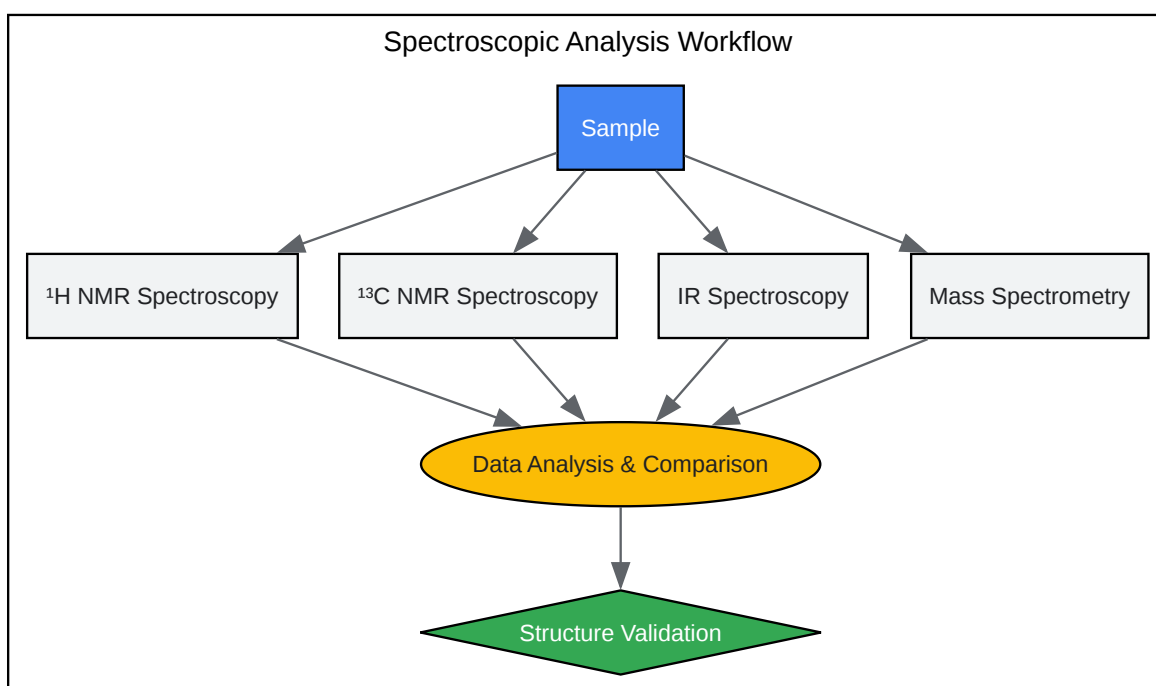 Spectroscopic Analysis Workflow
Sample
¹H NMR Spectroscopy
¹³C NMR Spectroscopy
IR Spectroscopy
Mass Spectrometry
Data Analysis & Comparison
Structure Validation